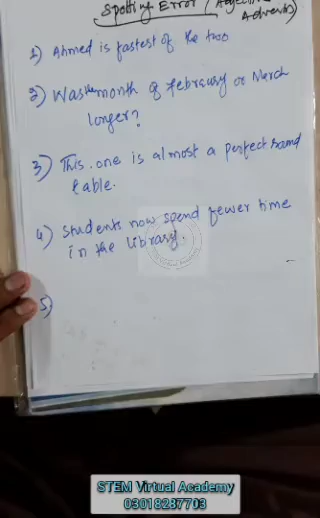 Spotting Error (Adjective
Adverbs)
1) Ahmed is fastest of the two
2) Was the month of february or March
longer?
3) This one is almost a perfect round
table.
4) Students now spend fewer time
in the library.
5)
STEM Virtual Academy
03018287703